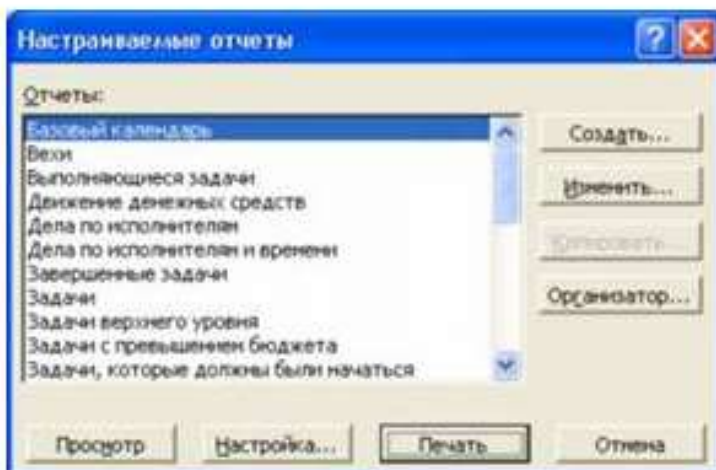 Настраиваемые отчеты
Отчеты:
Базовый календарь
Вехи
Выполняющиеся задачи
Движение денежных средств
Дела по исполнителям
Дела по исполнителям и времени
Завершенные задачи
Задачи
Задачи верхнего уровня
Задачи с превышением бюджета
Задачи, которые должны были начаться
Создать...
Изменить...
Копировать...
Организатор...
Просмотр
Настройка...
Печать
Отмена